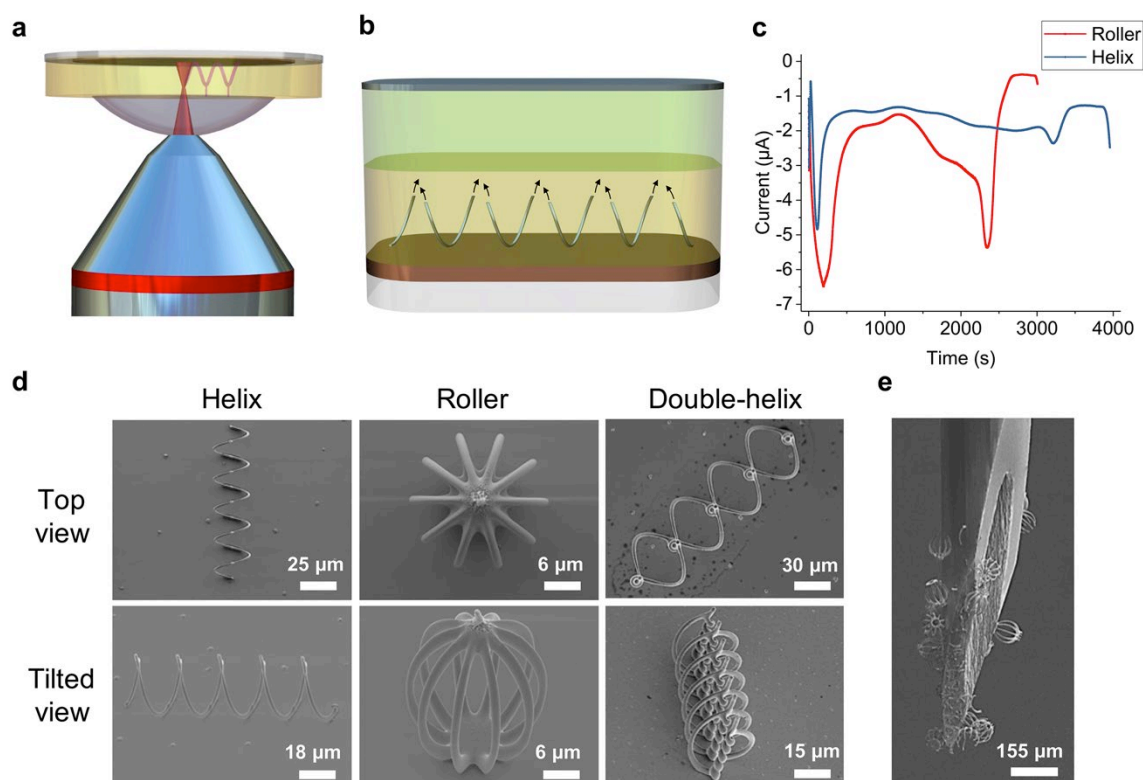 a
b
c
Roller
Helix
0
-1
-2
-3
-4
-5
-6
-7
Current (µA)
0
1000
2000
3000
4000
Time (s)
d
Helix
Roller
Double-helix
e
Top
view
25 µm
6 µm
30 µm
Tilted
view
18 µm
6 µm
15 µm
155 µm